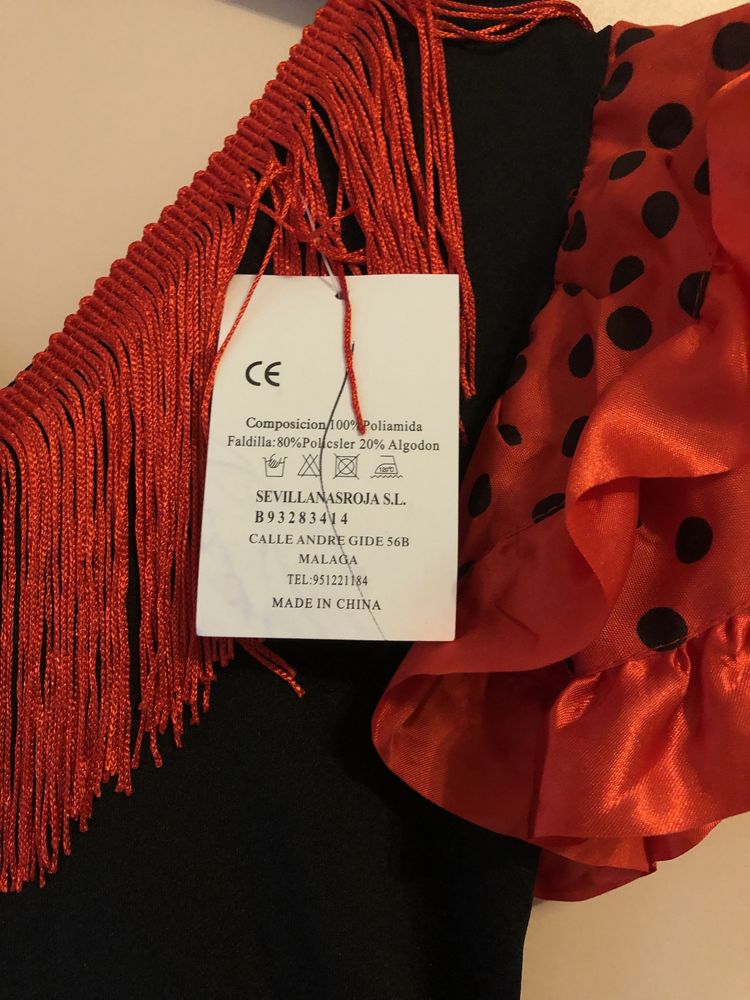 CE
Composicion 100% Poliamida
Faldilla:80%Policsler 20% Algodon
120°C
SEVILLANASROJA S.L.
B93283414
CALLE ANDRE GIDE 56B
MALAGA
TEL:951221184
MADE IN CHINA